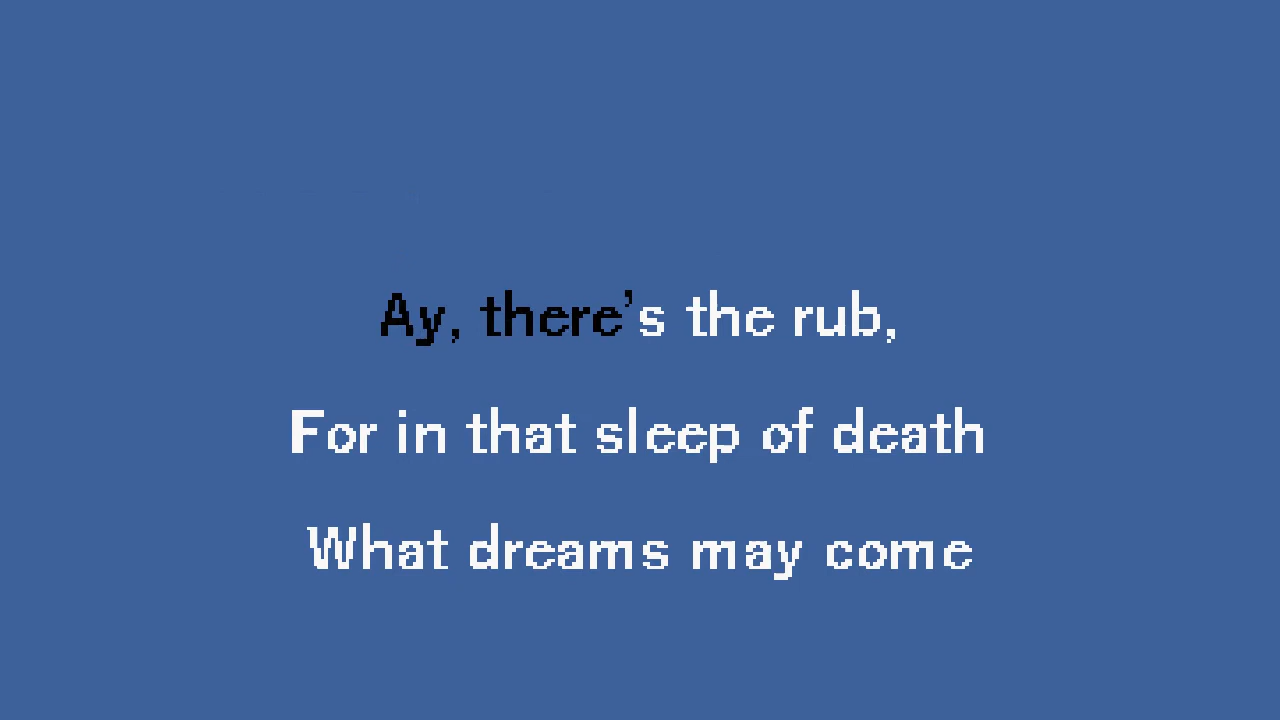 Ay, there's the rub,
For in that sleep of death
What dreams may come